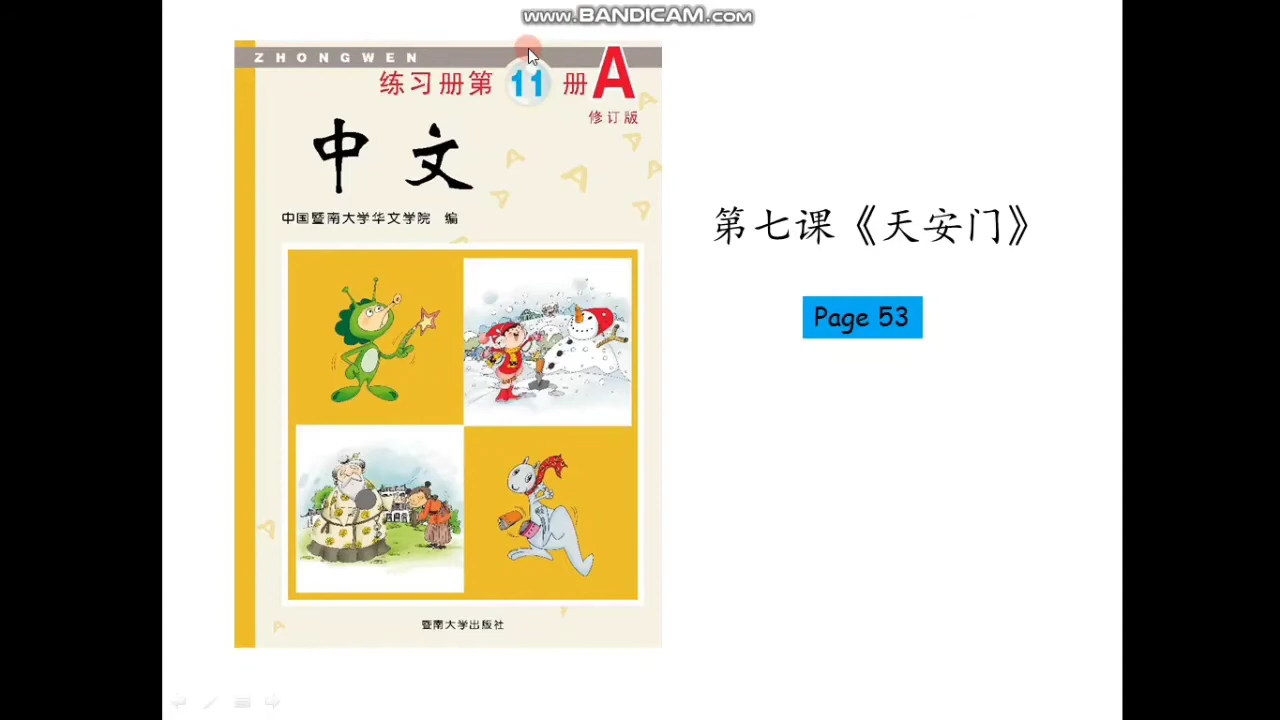 www.BANDICAM.com
ZHONGWEN
练习册第11册A
修订版
中文
中国暨南大学华文学院 编
第七课《天安门》
Page 53
暨南大学出版社